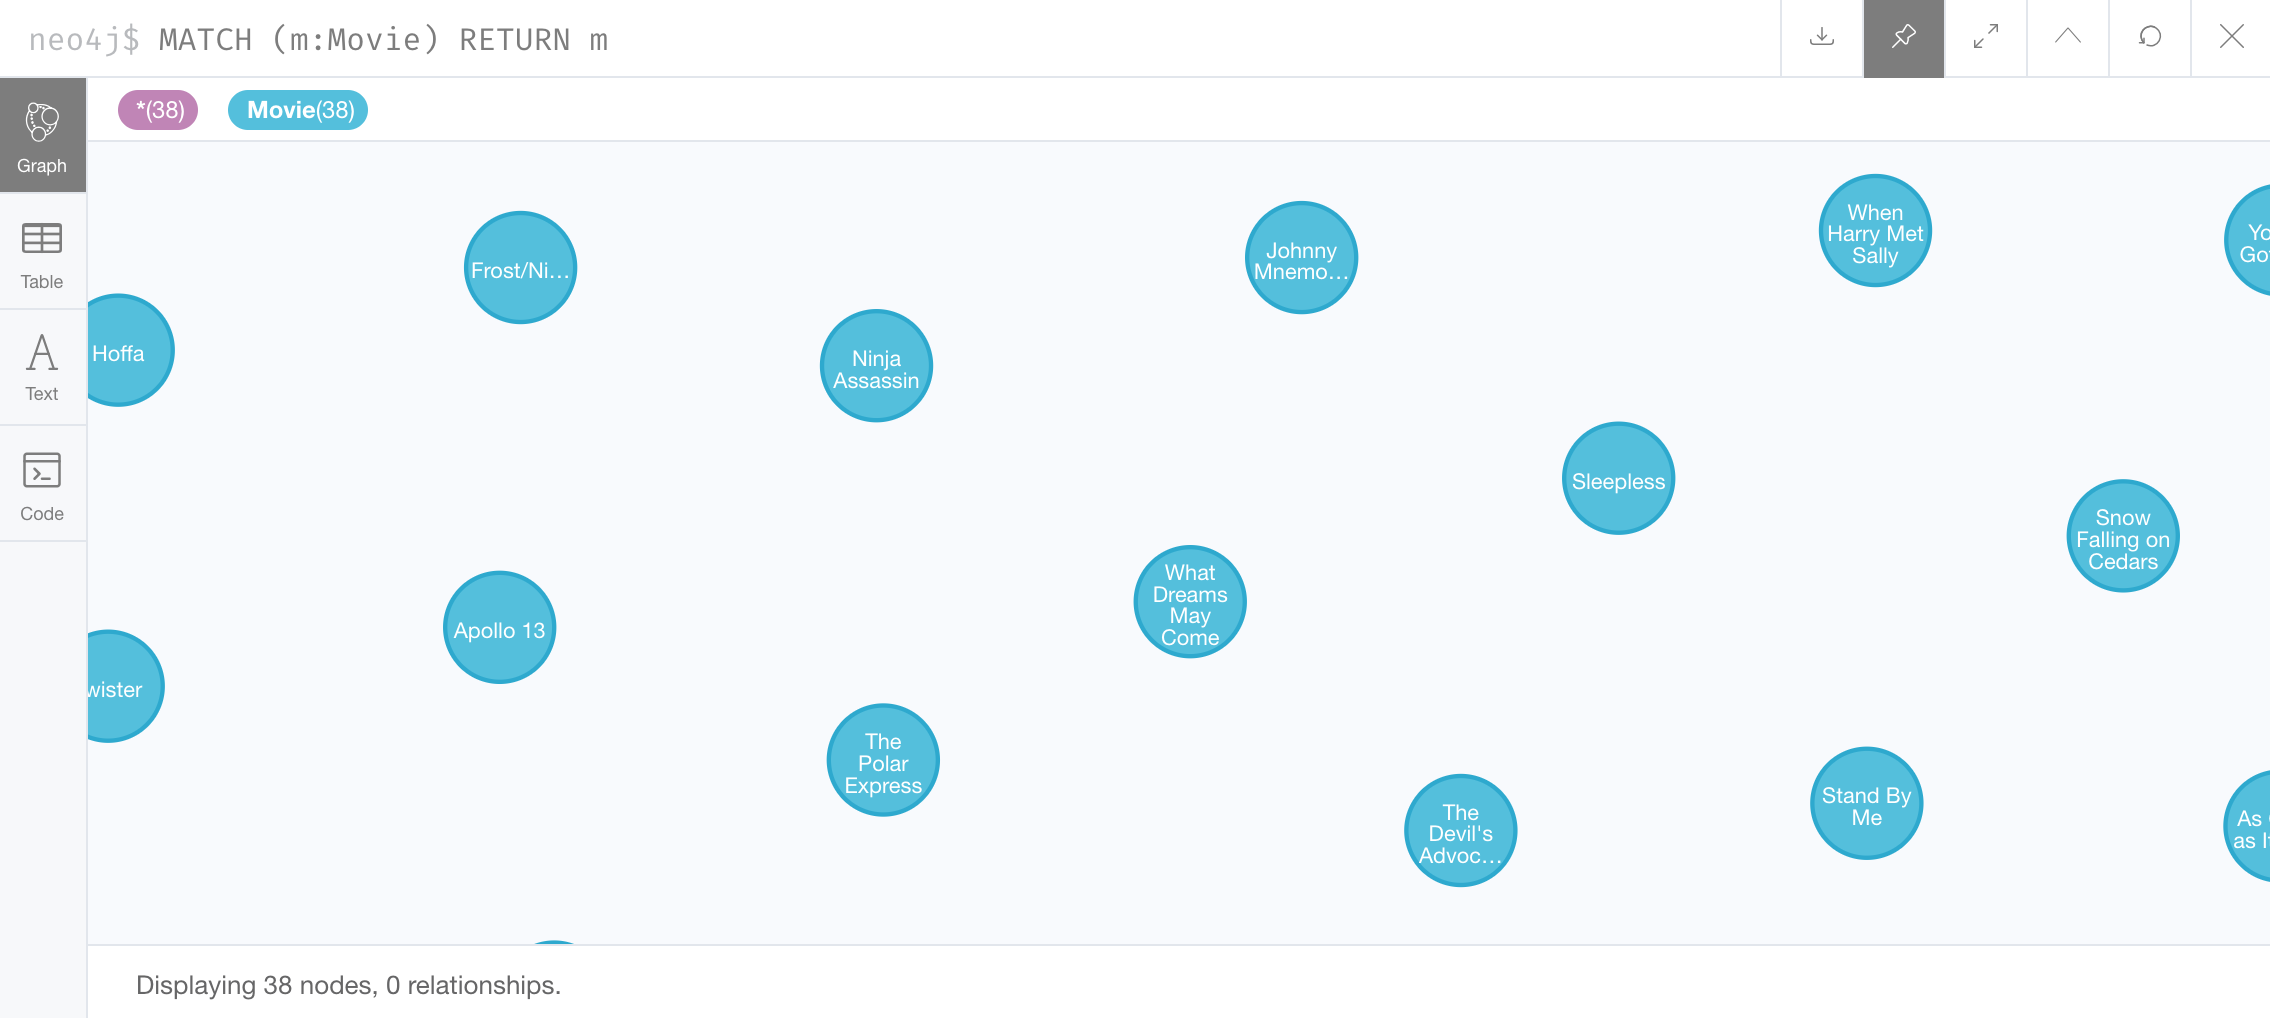 neo4j$ MATCH (m:Movie) RETURN m
*(38) Movie(38)
Graph
Table
Text
Code
Hoffa
Frost/Ni...
Ninja
Assassin
Johnny
Mnemo...
When
Harry Met
Sally
Sleepless
Snow
Falling on
Cedars
What
Dreams
May
Come
Apollo 13
wister
The
Polar
Express
The
Devil's
Advoc...
Stand By
Me
As
as
Displaying 38 nodes, 0 relationships.